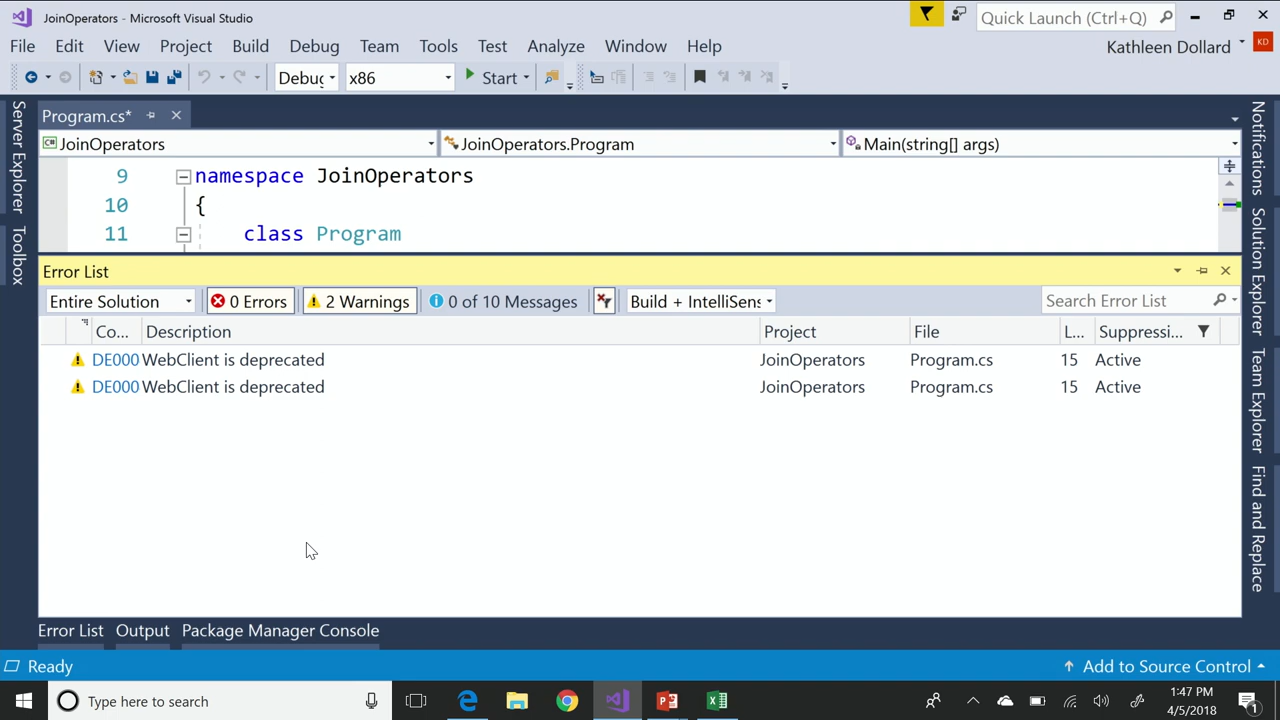 JoinOperators - Microsoft Visual Studio
Quick Launch (Ctrl+Q)
File Edit View Project Build Debug Team Tools Test Analyze Window Help
Kathleen Dollard KD
Debug x86 Start
Program.cs*
JoinOperators JoinOperators.Program Main(string[] args)
9 namespace JoinOperators
10 {
11 class Program
Server Explorer
Toolbox
Error List
Entire Solution 0 Errors 2 Warnings 0 of 10 Messages Build + IntelliSens Search Error List
Co... Description Project File L... Suppressi...
DE000 WebClient is deprecated JoinOperators Program.cs 15 Active
DE000 WebClient is deprecated JoinOperators Program.cs 15 Active
Notifications
Solution Explorer
Team Explorer
Find and Replace
Error List Output Package Manager Console
Ready Add to Source Control
Type here to search
1:47 PM
4/5/2018
1